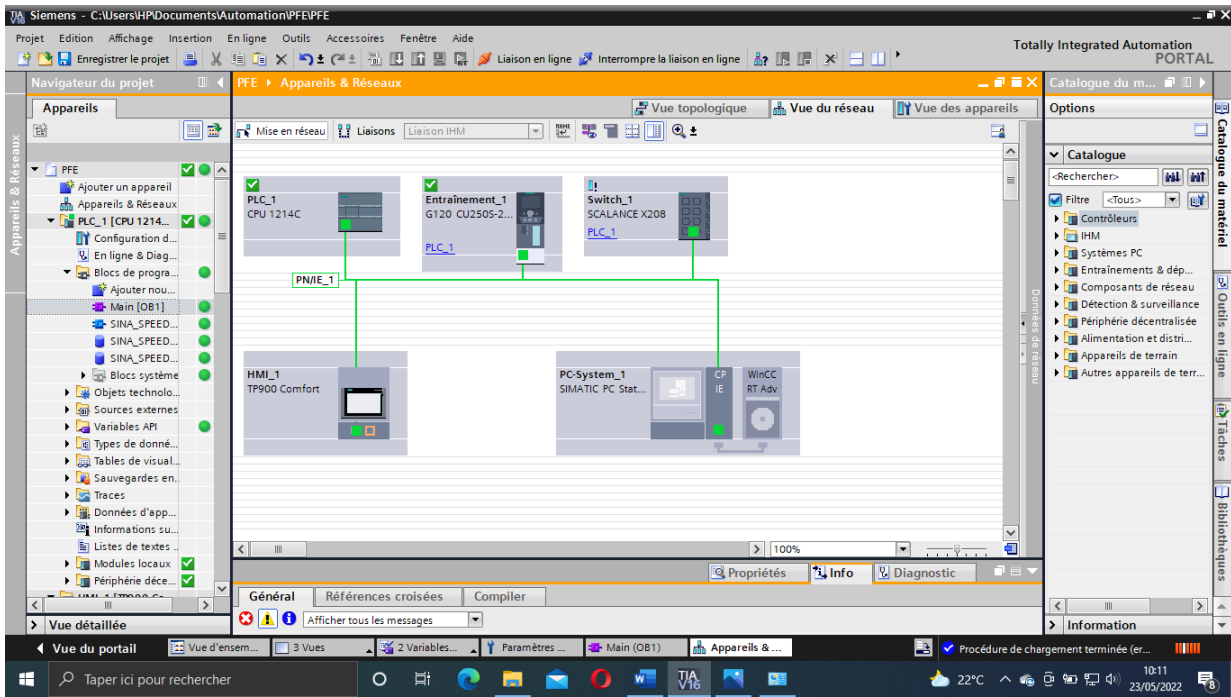 TIA V16 Siemens - C:\Users\HP\Documents\Automation\PFE\PFE
Projet Edition Affichage Insertion En ligne Outils Accessoires Fenêtre Aide
Totally Integrated Automation
PORTAL
Enregistrer le projet Liaison en ligne Interrompre la liaison en ligne
Navigateur du projet
Appareils
Appareils & Réseaux
PFE
Ajouter un appareil
Appareils & Réseaux
PLC_1 [CPU 1214...
Configuration d...
En ligne & Diag...
Blocs de progra...
Ajouter nou...
Main [OB1]
SINA_SPEED...
SINA_SPEED...
SINA_SPEED...
Blocs système
Objets technolo...
Sources externes
Variables API
Types de donné...
Tables de visual...
Sauvegardes en...
Traces
Données d'app...
Informations su...
Listes de textes ..
Modules locaux
Périphérie déce...
Vue détaillée
PFE Appareils & Réseaux
Vue topologique Vue du réseau Vue des appareils
Mise en réseau Liaisons Liaison IHM
PLC_1
CPU 1214C
Entraînement_1
G120 CU250S-2...
PLC_1
Switch_1
SCALANCE X208
PLC_1
PN/IE_1
HMI_1
TP900 Comfort
PC-System_1
SIMATIC PC Stat...
CP
IE
WinCC
RT Adv
Données de réseau
100%
Propriétés Info Diagnostic
Général Références croisées Compiler
Afficher tous les messages
Catalogue du m...
Options
Catalogue
<Rechercher>
Filtre <Tous>
Contrôleurs
IHM
Systèmes PC
Entraînements & dép...
Composants de réseau
Détection & surveillance
Périphérie décentralisée
Alimentation et distri...
Appareils de terrain
Autres appareils de terr...
Information
Catalogue du matériel
Outils en ligne
Tâches
Bibliothèques
Vue du portail Vue d'ensem... 3 Vues 2 Variables... Paramètres ... Main (OB1) Appareils & ... Procédure de chargement terminée (er...
Taper ici pour rechercher
TIA V16
22°C
10:11
23/05/2022